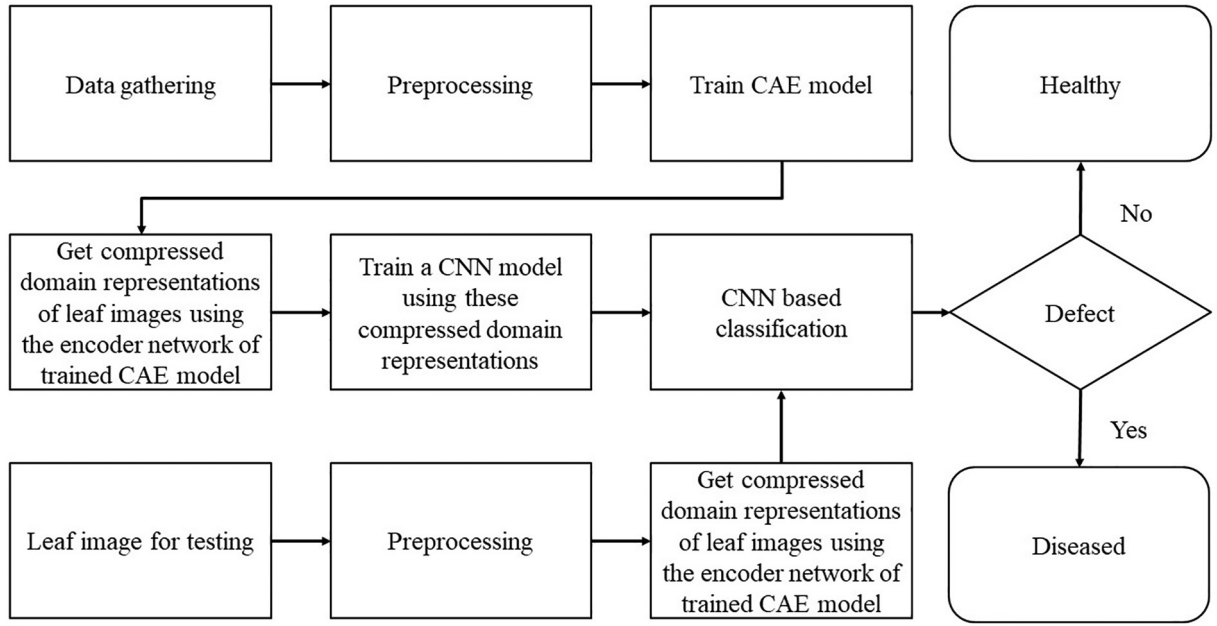 Data gathering
Preprocessing
Train CAE model
Healthy
No
Get compressed
domain representations
of leaf images using
the encoder network of
trained CAE model
Train a CNN model
using these
compressed domain
representations
CNN based
classification
Defect
Yes
Leaf image for testing
Preprocessing
Get compressed
domain representations
of leaf images using
the encoder network of
trained CAE model
Diseased